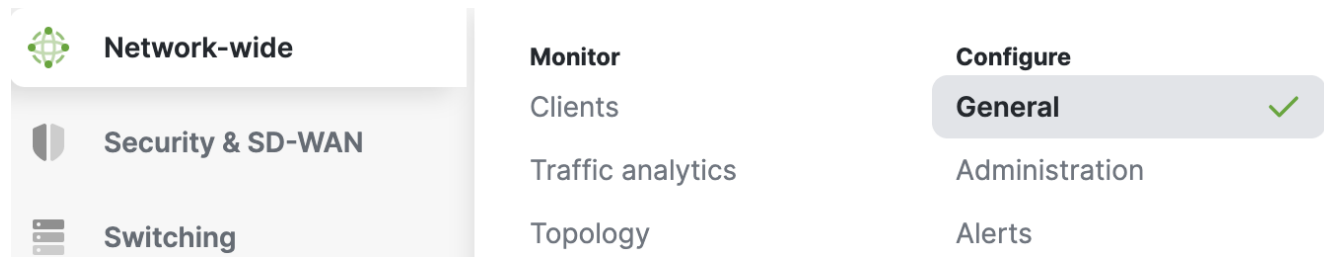 Network-wide
Security & SD-WAN
Switching
Monitor
Clients
Traffic analytics
Topology
Configure
General
Administration
Alerts